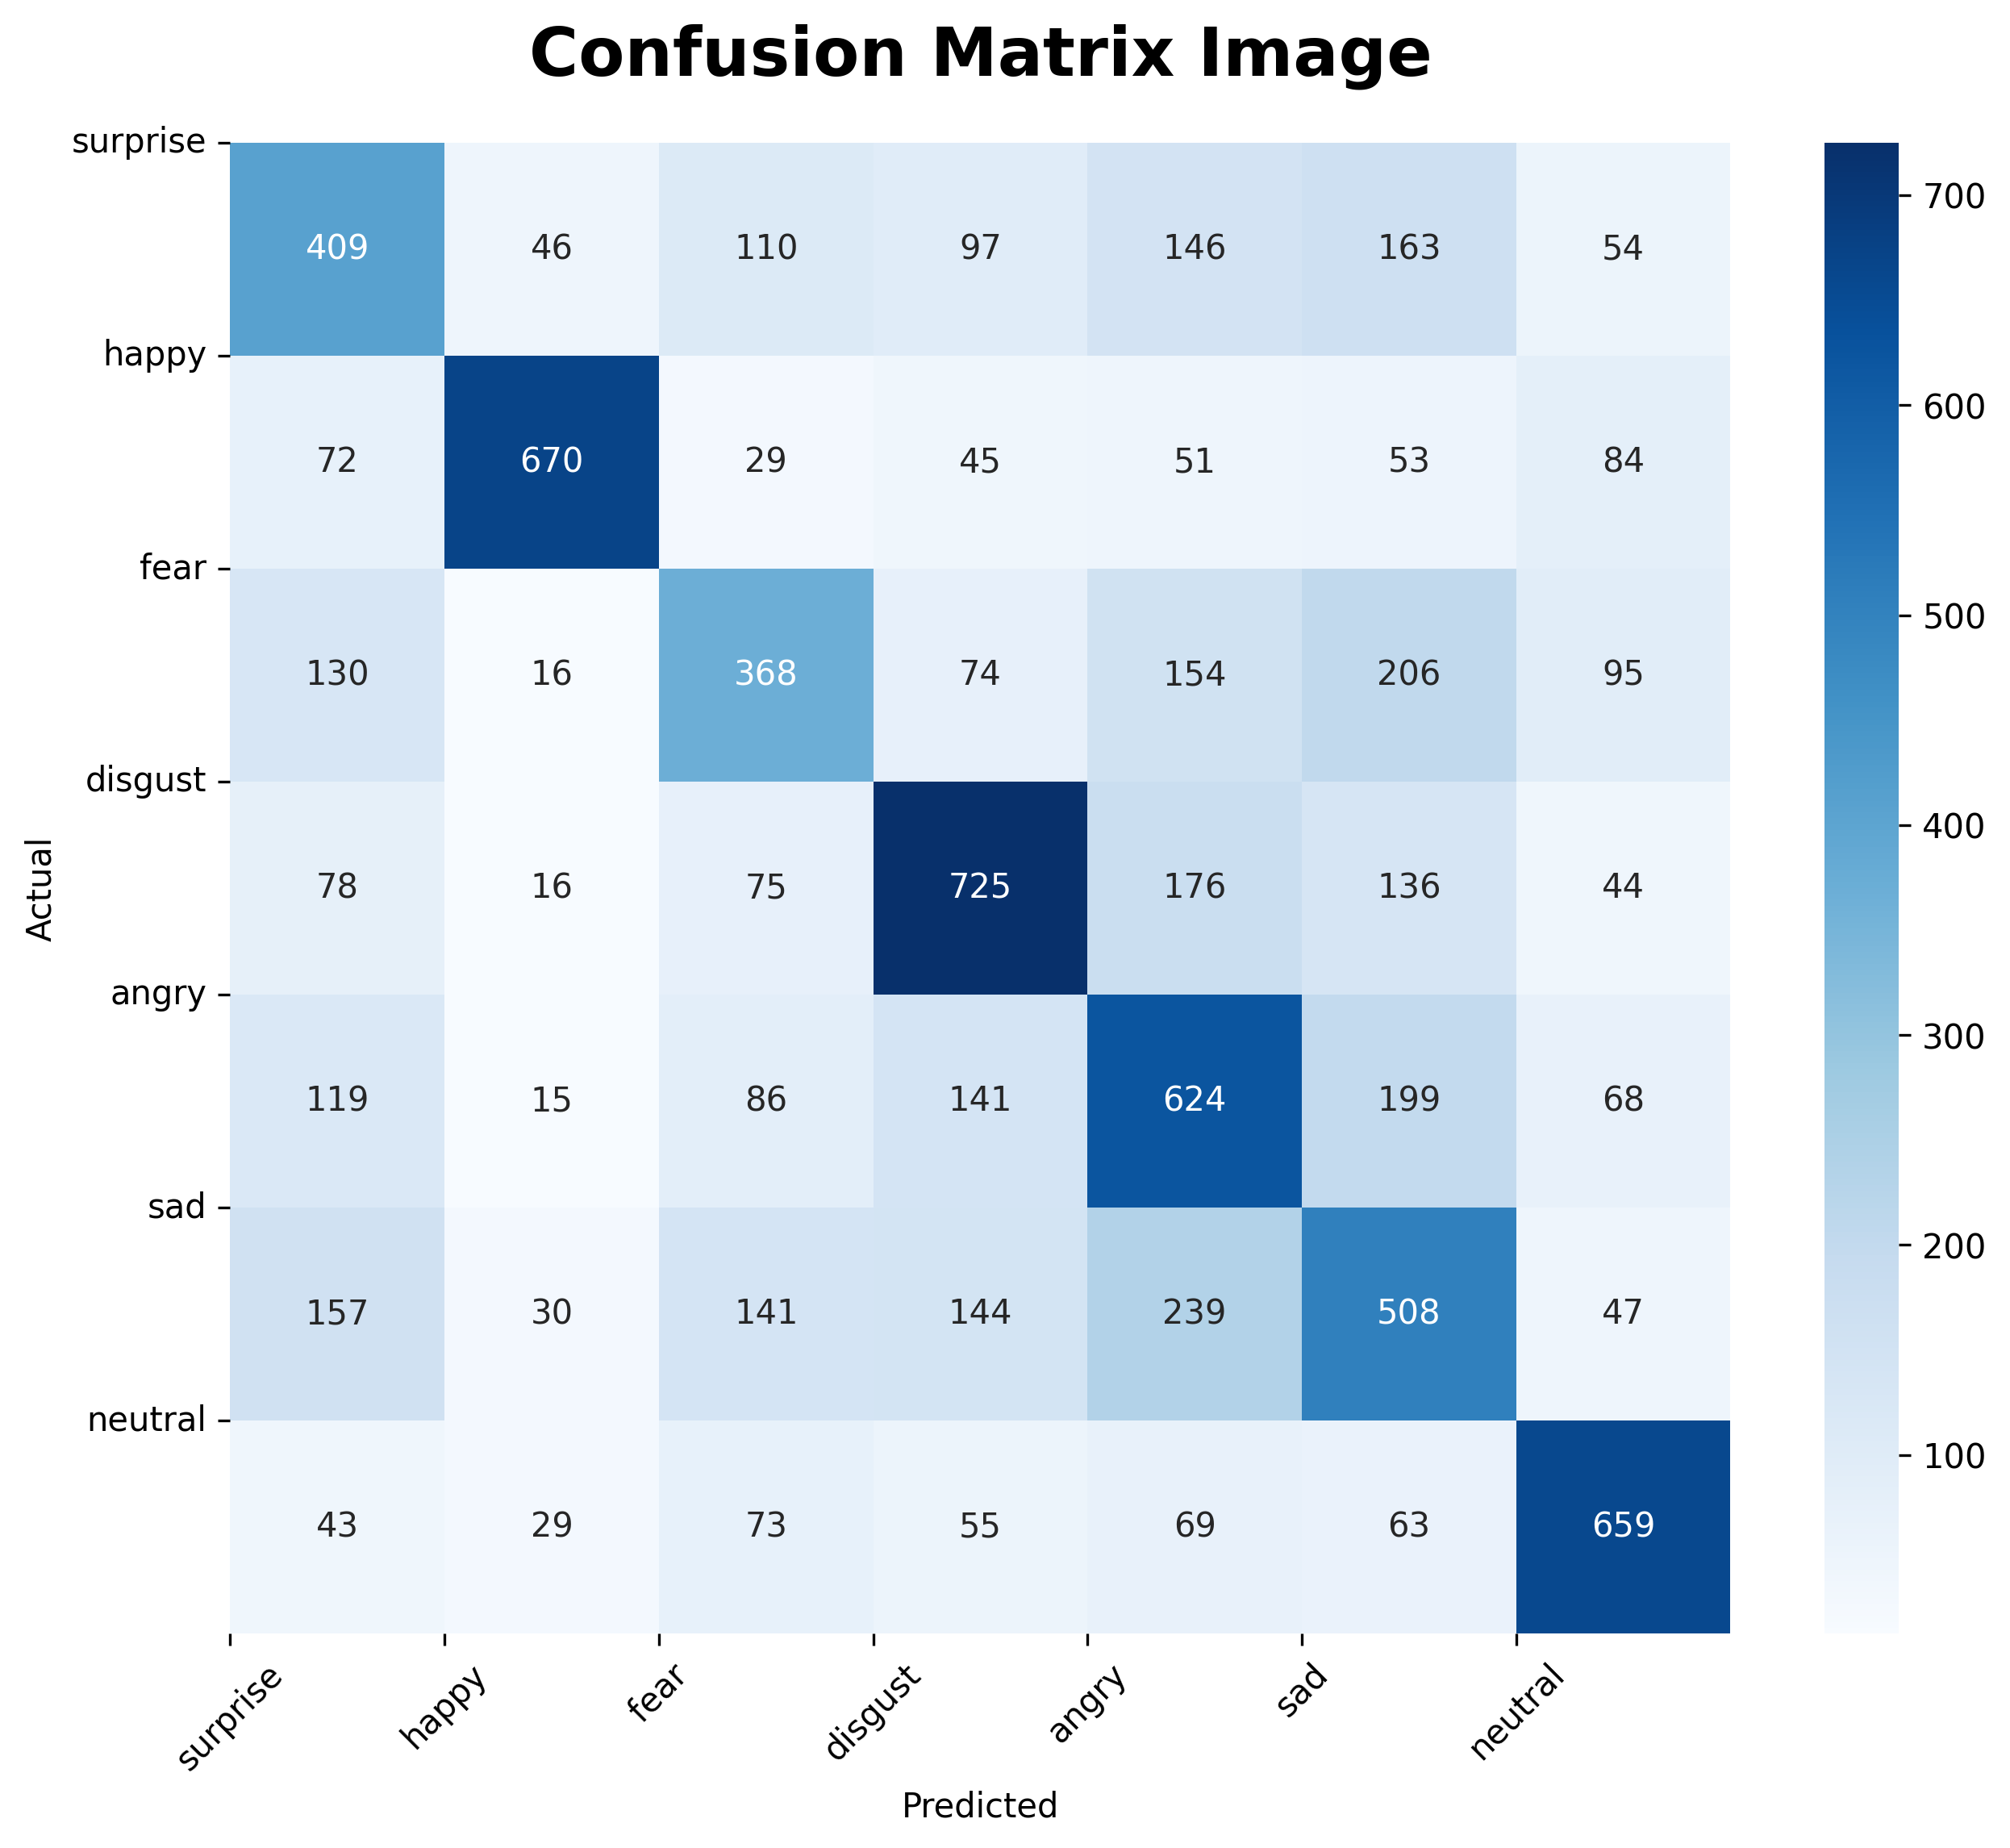 Confusion Matrix Image
surprise
409 46 110 97 146 163 54
happy
72 670 29 45 51 53 84
fear
130 16 368 74 154 206 95
disgust
78 16 75 725 176 136 44
angry
119 15 86 141 624 199 68
sad
157 30 141 144 239 508 47
neutral
43 29 73 55 69 63 659
Actual
surprise happy fear disgust angry sad neutral
Predicted
700
600
500
400
300
200
100